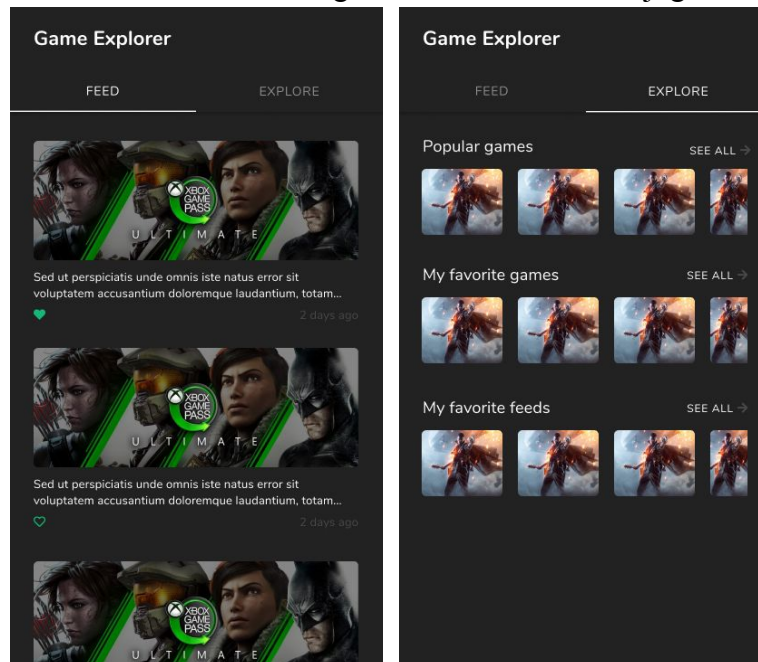 Game Explorer
FEED
EXPLORE
XBOX
GAME
PASS
ULTIMATE
Sed ut perspiciatis unde omnis iste natus error sit
voluptatem accusantium doloremque laudantium, totam...
2 days ago
XBOX
GAME
PASS
ULTIMATE
Sed ut perspiciatis unde omnis iste natus error sit
voluptatem accusantium doloremque laudantium, totam...
2 days ago
XBOX
GAME
PASS
ULTIMATE
Game Explorer
FEED
EXPLORE
Popular games
SEE ALL →
My favorite games
SEE ALL →
My favorite feeds
SEE ALL →